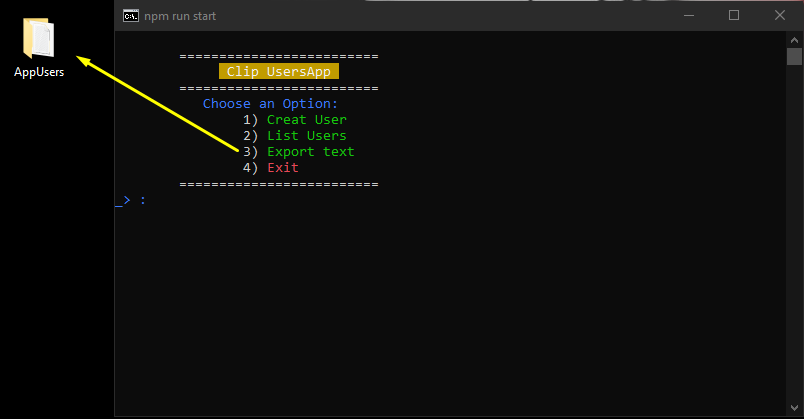 npm run start
AppUsers
=========================
Clip UsersApp
=========================
Choose an Option:
1) Creat User
2) List Users
3) Export text
4) Exit
=========================
_> :